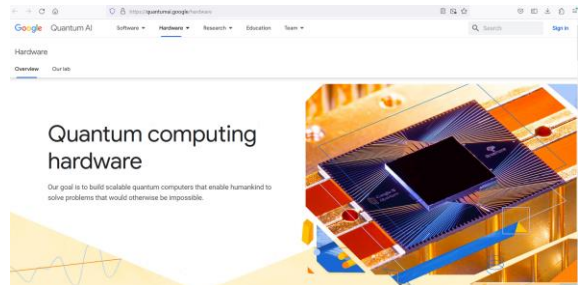 https://quantumai.google/hardware
Google Quantum AI Software Hardware Research Education Team Search Sign in
Hardware
Overview Our lab
Quantum computing
hardware
Our goal is to build scalable quantum computers that enable humankind to
solve problems that would otherwise be impossible.